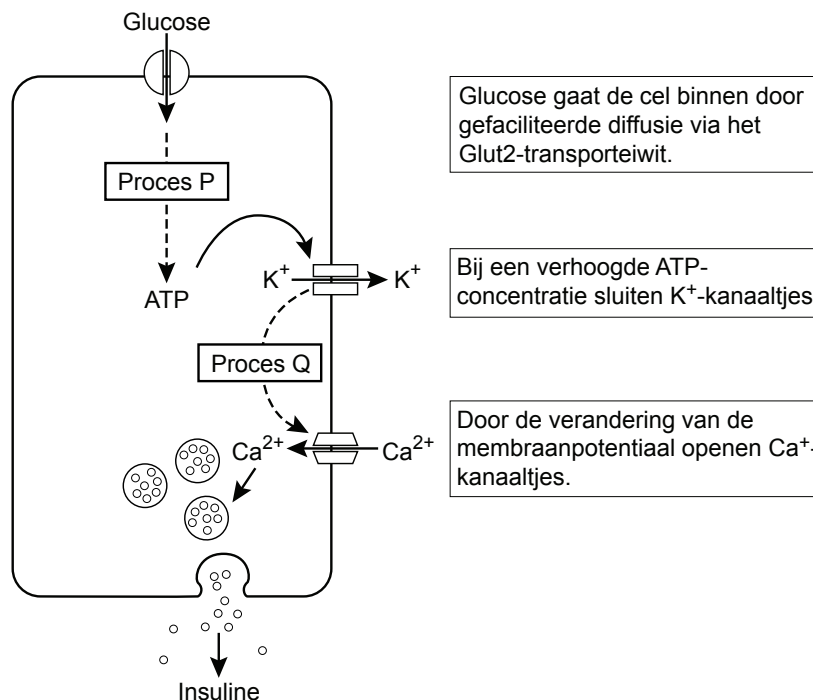 Glucose
Glucose gaat de cel binnen door
gefaciliteerde diffusie via het
Glut2-transporteiwit.
Proces P
ATP
K⁺
K⁺
Bij een verhoogde ATP-
concentratie sluiten K⁺-kanaaltjes
Proces Q
Ca²⁺
Ca²⁺
Door de verandering van de
membraanpotentiaal openen Ca⁺-
kanaaltjes.
Insuline